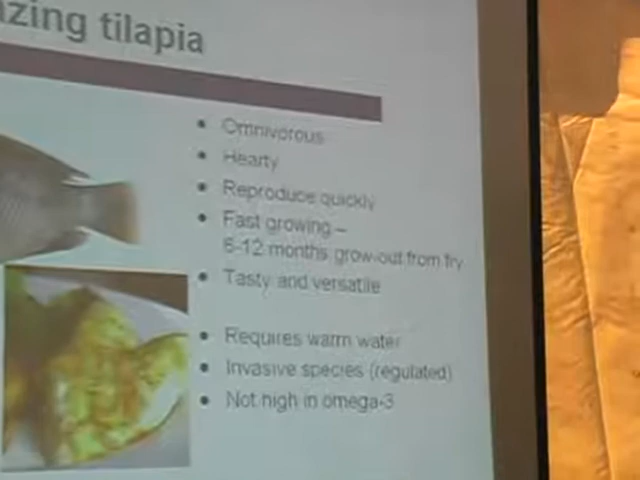 azing tilapia
• Omnivorous
• Hearty
• Reproduce quickly
• Fast growing –
6-12 months grow-out from fry
• Tasty and versatile
• Requires warm water
• Invasive species (regulated)
• Not high in omega-3